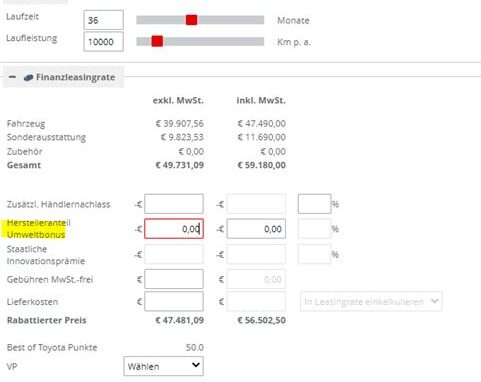 Laufzeit 36 Monate
Laufleistung 10000 Km p. a.
Finanzleasingrate
exkl. MwSt. inkl. MwSt.
Fahrzeug € 39.907,56 € 47.490,00
Sonderausstattung € 9.823,53 € 11.690,00
Zubehör € 0,00 € 0,00
Gesamt € 49.731,09 € 59.180,00
Zusätzl. Händlernachlass -€ -€ %
Herstelleranteil
Umweltbonus -€ 0,00 -€ 0,00 %
Staatliche
Innovationsprämie -€ -€ %
Gebühren MwSt.-frei € € 0,00
Lieferkosten € € In Leasingrate einkalkulieren
Rabattierter Preis € 47.481,09 € 56.502,50
Best of Toyota Punkte 50.0
VP Wählen